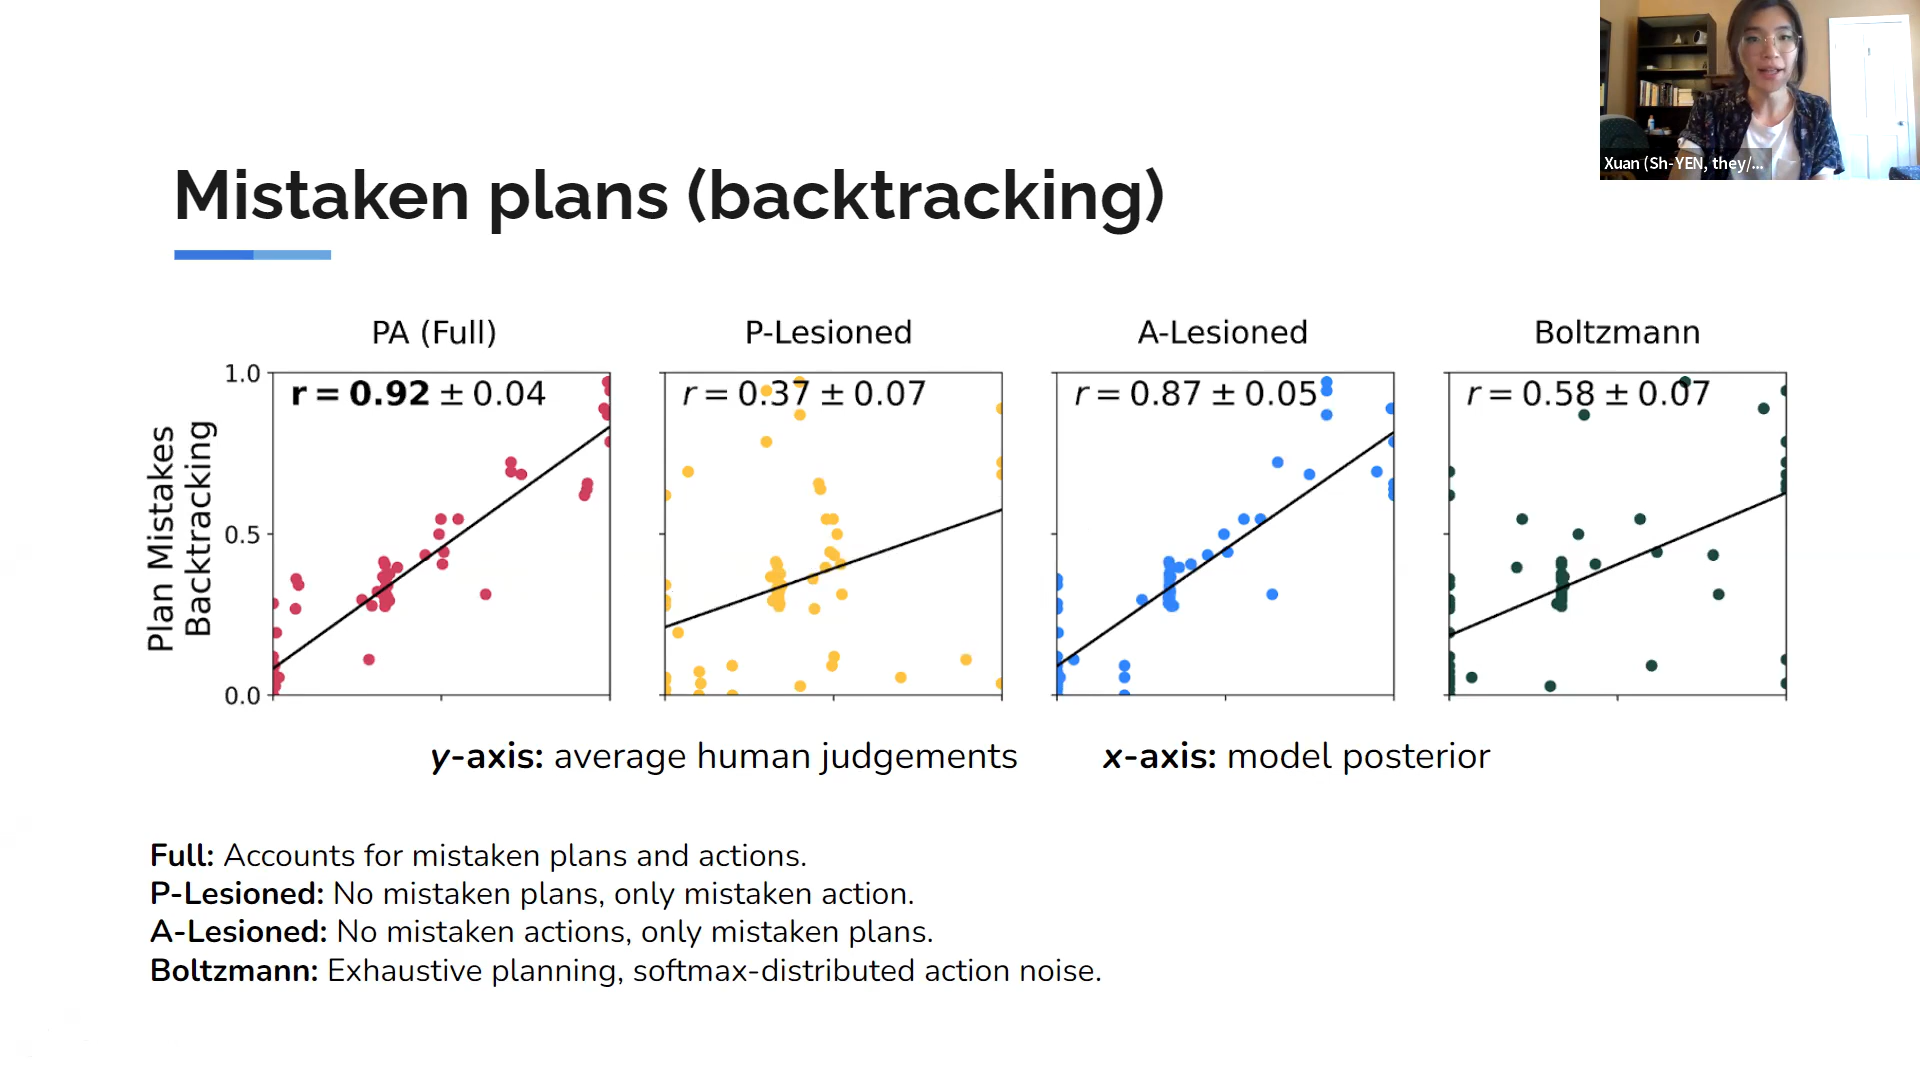 Xuan (Sh-YEN, they/...
Mistaken plans (backtracking)
PA (Full)
P-Lesioned
A-Lesioned
Boltzmann
r = 0.92 ± 0.04
r = 0.37 ± 0.07
r = 0.87 ± 0.05
r = 0.58 ± 0.07
Plan Mistakes
Backtracking
1.0
0.5
0.0
y-axis: average human judgements
x-axis: model posterior
Full: Accounts for mistaken plans and actions.
P-Lesioned: No mistaken plans, only mistaken action.
A-Lesioned: No mistaken actions, only mistaken plans.
Boltzmann: Exhaustive planning, softmax-distributed action noise.